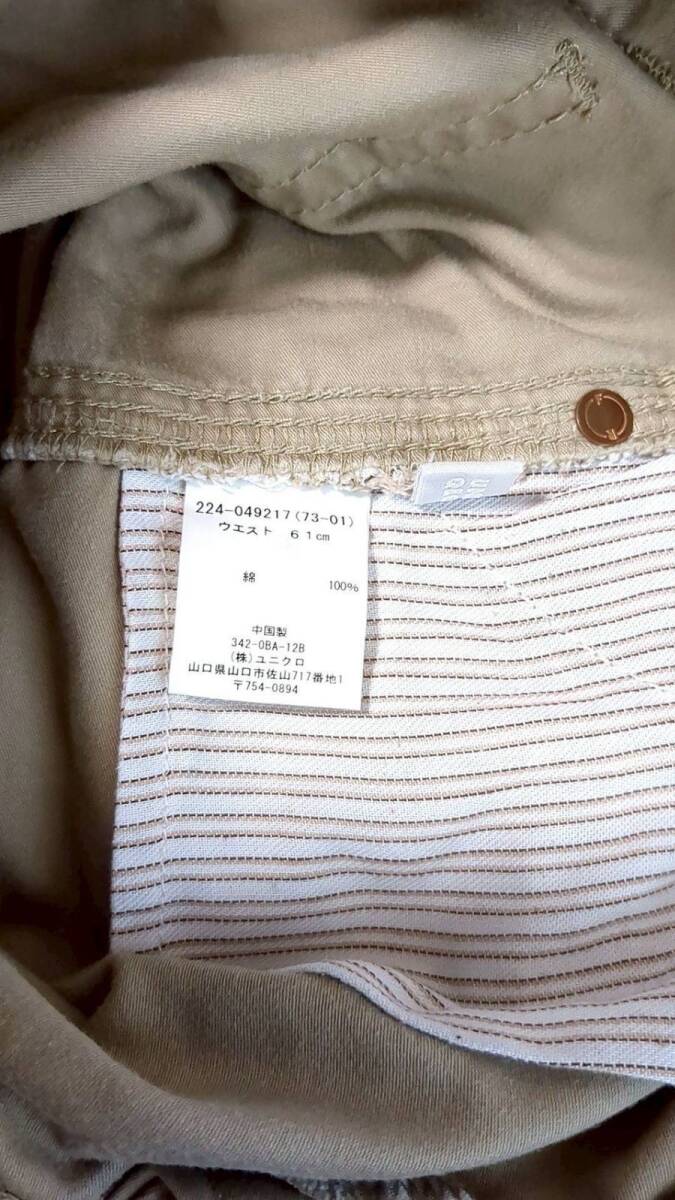 224-049217(73-01)
ウエスト 61cm
綿 100%
中国製
342-0BA-12B
(株)ユニクロ
山口県山口市佐山717番地1
〒754-0894